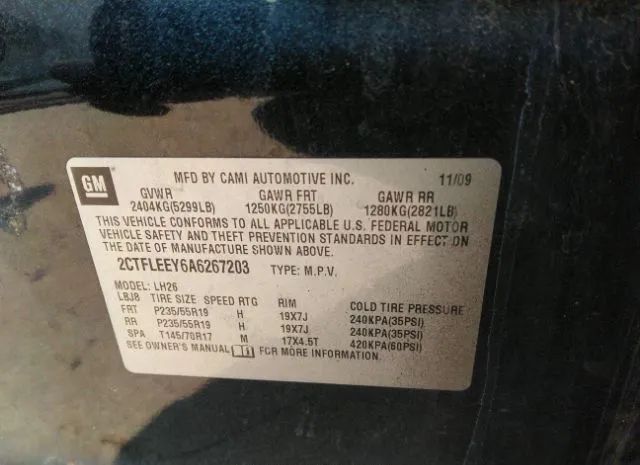 GM
MFD BY CAMI AUTOMOTIVE INC. 11/09
GVWR GAWR FRT GAWR RR
2404KG(5299LB) 1250KG(2755LB) 1280KG(2821LB)
THIS VEHICLE CONFORMS TO ALL APPLICABLE U.S. FEDERAL MOTOR
VEHICLE SAFETY AND THEFT PREVENTION STANDARDS IN EFFECT ON
THE DATE OF MANUFACTURE SHOWN ABOVE.
2CTFLEEY6A6267203 TYPE: M.P.V.
MODEL: LH26
LBJ8 TIRE SIZE SPEED RTG RIM COLD TIRE PRESSURE
FRT P235/55R19 H 19X7J 240KPA(35PSI)
RR P235/55R19 H 19X7J 240KPA(35PSI)
SPA T145/70R17 M 17X4.5T 420KPA(60PSI)
SEE OWNER'S MANUAL FOR MORE INFORMATION.